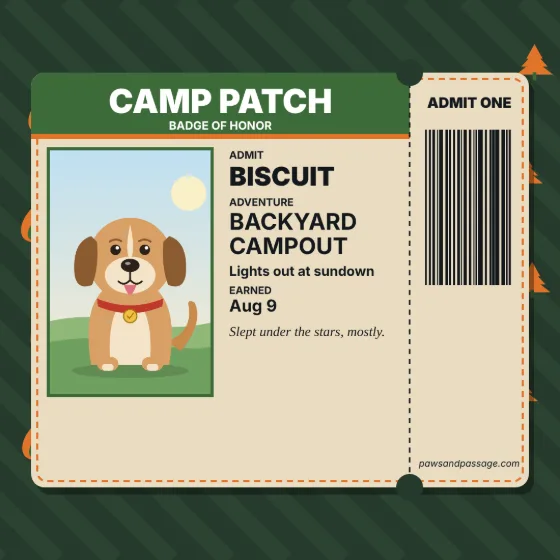 CAMP PATCH
BADGE OF HONOR
ADMIT
BISCUIT
ADVENTURE
BACKYARD
CAMPOUT
Lights out at sundown
EARNED
Aug 9
Slept under the stars, mostly.
ADMIT ONE
pawsandpassage.com